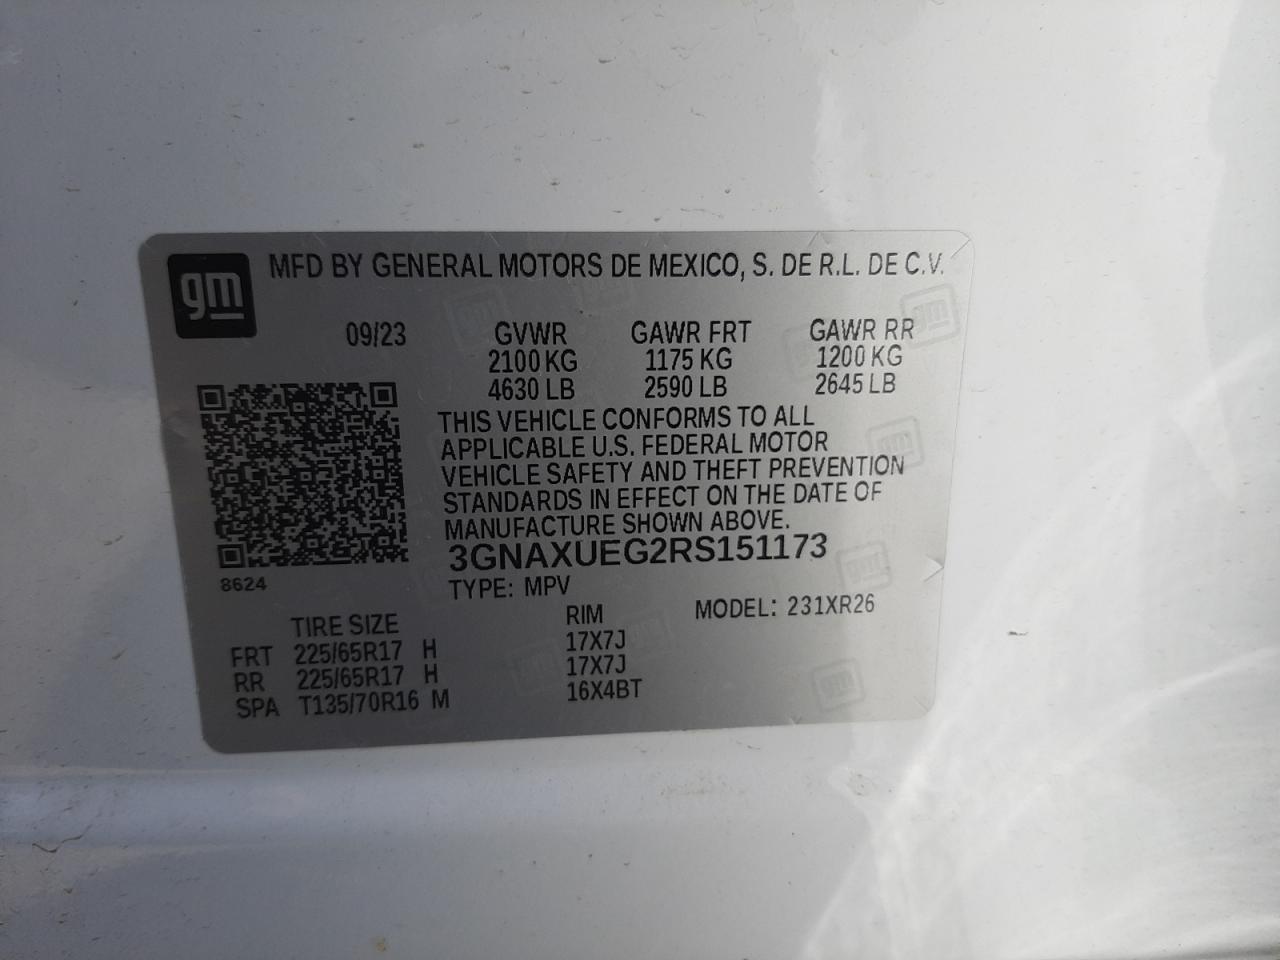 gm MFD BY GENERAL MOTORS DE MEXICO, S. DE R.L. DE C.V.
09/23 GVWR GAWR FRT GAWR RR
2100 KG 1175 KG 1200 KG
4630 LB 2590 LB 2645 LB
THIS VEHICLE CONFORMS TO ALL
APPLICABLE U.S. FEDERAL MOTOR
VEHICLE SAFETY AND THEFT PREVENTION
STANDARDS IN EFFECT ON THE DATE OF
MANUFACTURE SHOWN ABOVE.
3GNAXUEG2RS151173
8624
TYPE: MPV
MODEL: 231XR26
TIRE SIZE RIM
FRT 225/65R17 H 17X7J
RR 225/65R17 H 17X7J
SPA T135/70R16 M 16X4BT